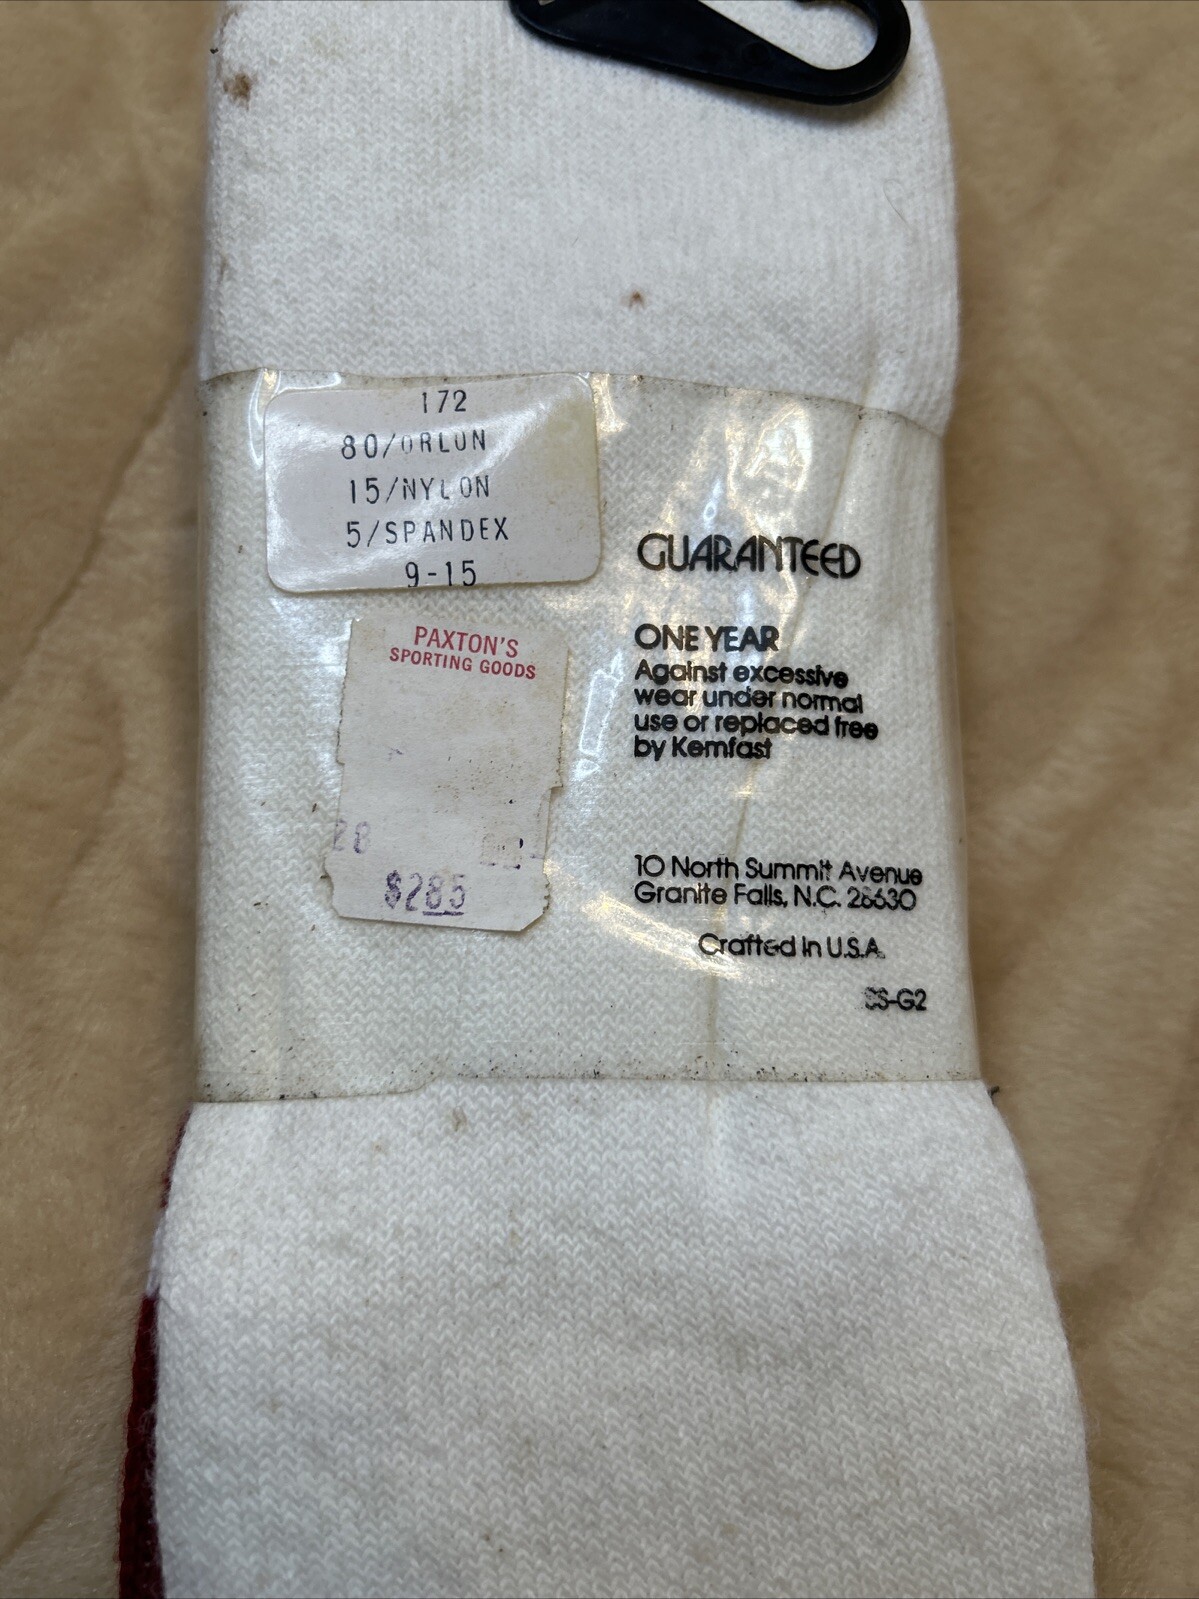 172
80/ORLON
15/NYLON
5/SPANDEX
9-15
PAXTON'S
SPORTING GOODS
28
$285
GUARANTEED
ONE YEAR
Against excessive
wear under normal
use or replaced free
by Kemfast
10 North Summit Avenue
Granite Falls, N.C. 28630
Crafted in U.S.A.
SS-G2